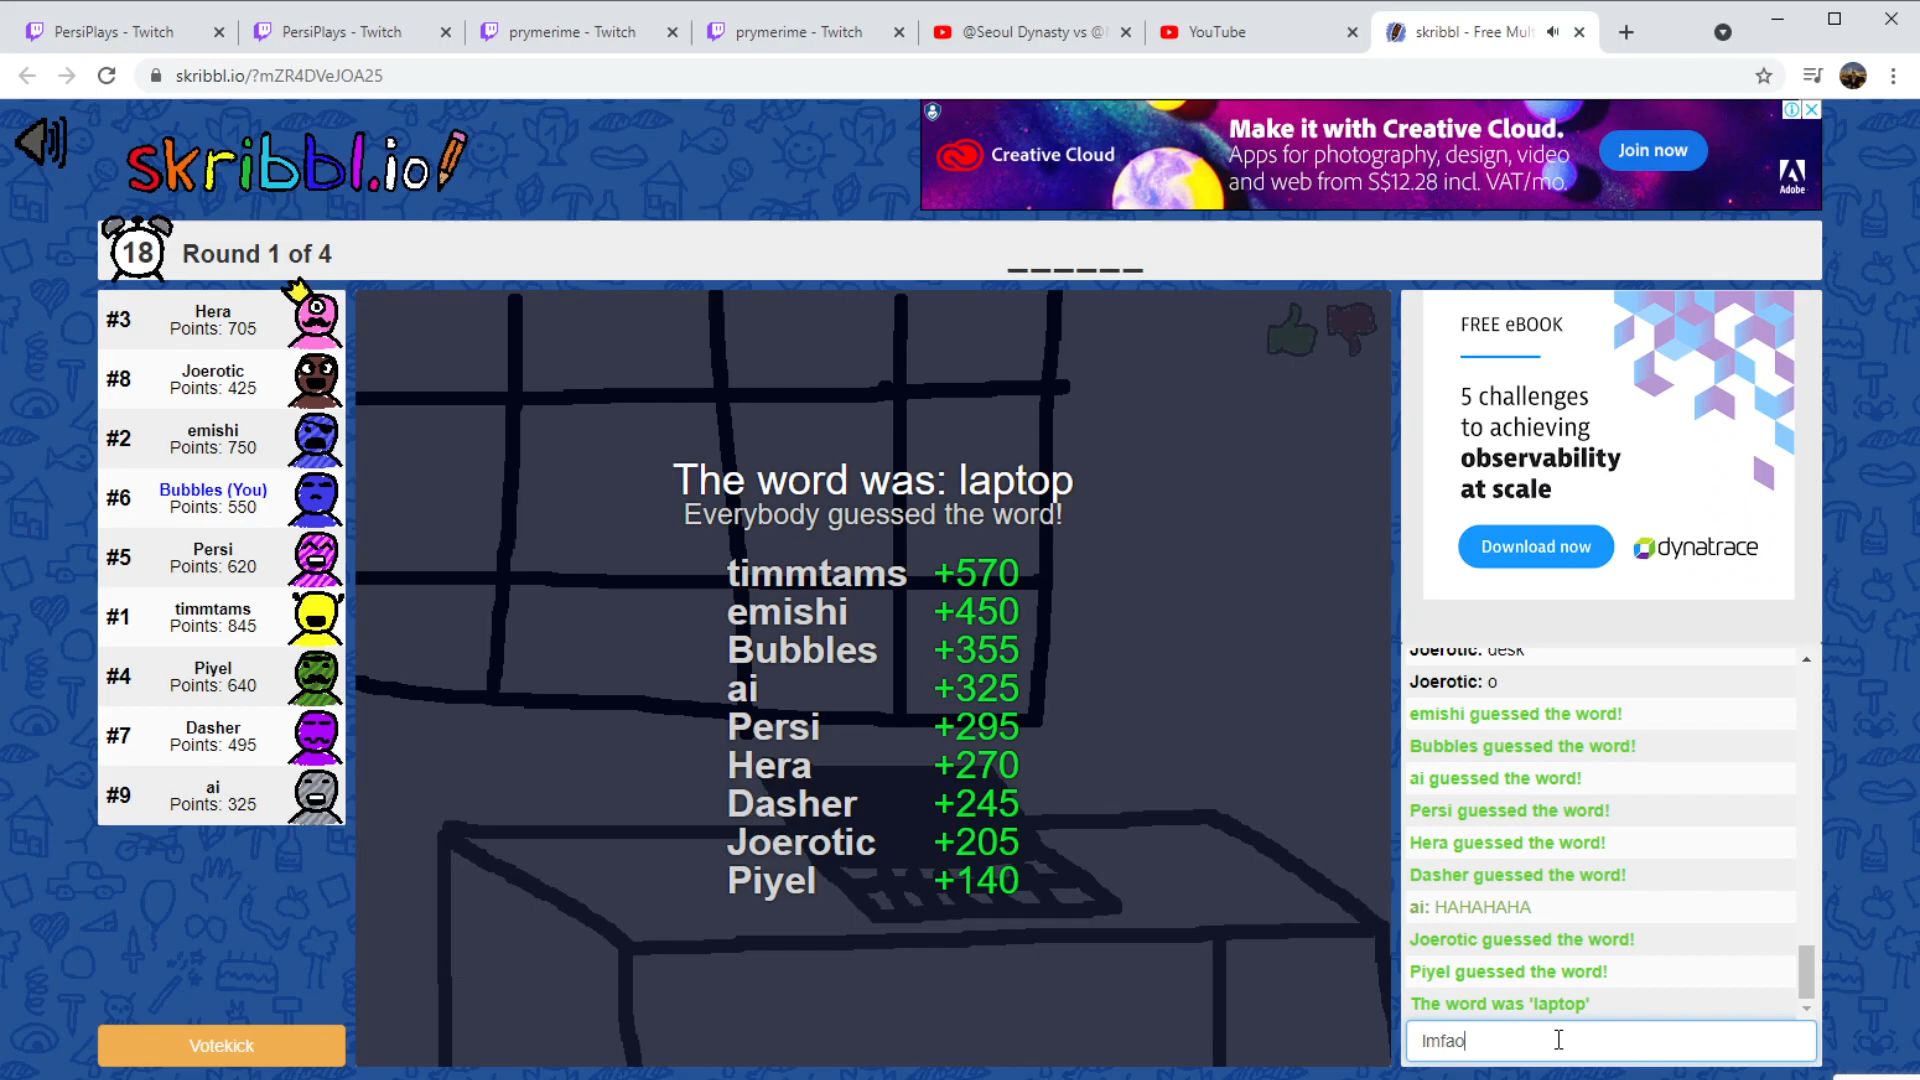 PersiPlays - Twitch
PersiPlays - Twitch
prymerime - Twitch
prymerime - Twitch
@Seoul Dynasty vs @
YouTube
skribbl - Free Mult
skribbl.io/?mZR4DVeJOA25
skribbl.io
Creative Cloud
Make it with Creative Cloud.
Apps for photography, design, video
and web from S$12.28 incl. VAT/mo.
Join now
Adobe
18
Round 1 of 4
______
#3
Hera
Points: 705
#8
Joerotic
Points: 425
#2
emishi
Points: 750
#6
Bubbles (You)
Points: 550
#5
Persi
Points: 620
#1
timmtams
Points: 845
#4
Piyel
Points: 640
#7
Dasher
Points: 495
#9
ai
Points: 325
Votekick
The word was: laptop
Everybody guessed the word!
timmtams +570
emishi +450
Bubbles +355
ai +325
Persi +295
Hera +270
Dasher +245
Joerotic +205
Piyel +140
FREE eBOOK
5 challenges
to achieving
observability
at scale
Download now
dynatrace
Joerotic: desk
Joerotic: o
emishi guessed the word!
Bubbles guessed the word!
ai guessed the word!
Persi guessed the word!
Hera guessed the word!
Dasher guessed the word!
ai: HAHAHAHA
Joerotic guessed the word!
Piyel guessed the word!
The word was 'laptop'
lmfao